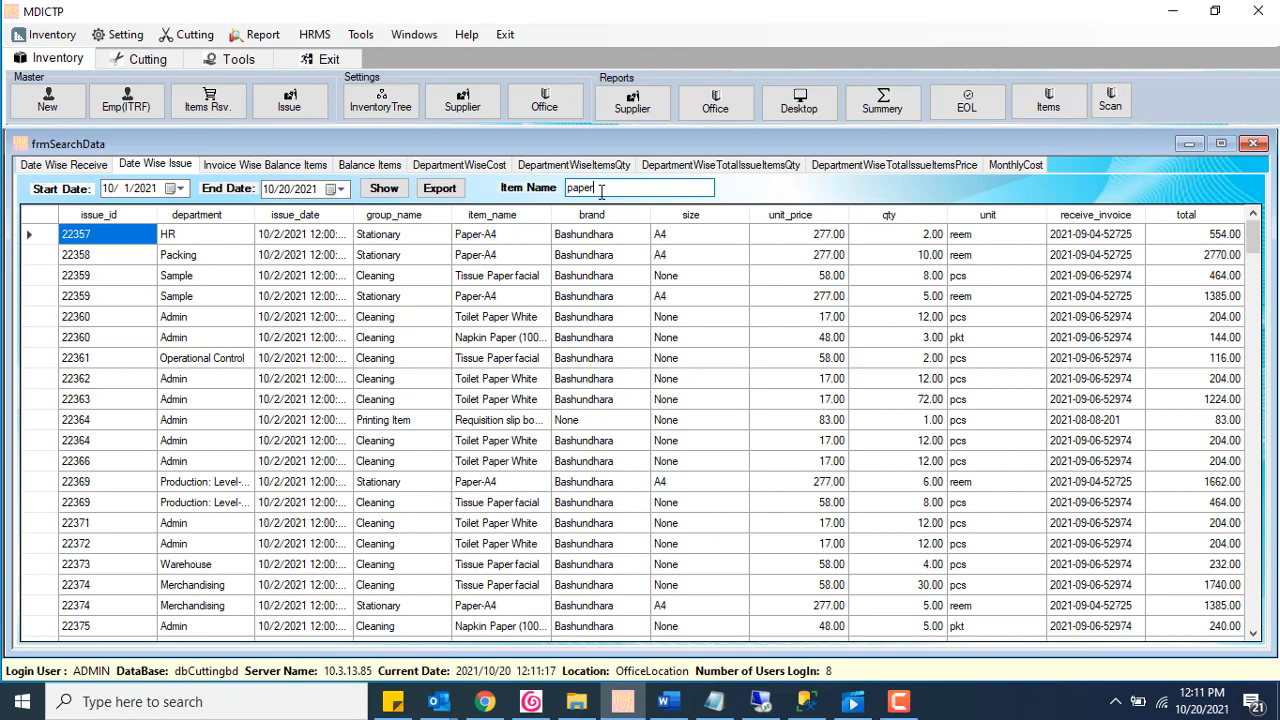 MDICTP
Inventory Setting Cutting Report HRMS Tools Windows Help Exit
Inventory Cutting Tools Exit
Master Settings Reports
New Emp(ITRF) Items Rsv. Issue InventoryTree Supplier Office Supplier Office Desktop Summery EOL Items Scan
frmSearchData
Date Wise Receive Date Wise Issue Invoice Wise Balance Items Balance Items DepartmentWiseCost DepartmentWiseItemsQty DepartmentWiseTotalIssueItemsQty DepartmentWiseTotalIssueItemsPrice MonthlyCost
Start Date: 10/ 1/2021 End Date: 10/20/2021 Show Export Item Name paper
issue_id department issue_date group_name item_name brand size unit_price qty unit receive_invoice total
22357 HR 10/2/2021 12:00:... Stationary Paper-A4 Bashundhara A4 277.00 2.00 reem 2021-09-04-52725 554.00
22358 Packing 10/2/2021 12:00:... Stationary Paper-A4 Bashundhara A4 277.00 10.00 reem 2021-09-04-52725 2770.00
22359 Sample 10/2/2021 12:00:... Cleaning Tissue Paper facial Bashundhara None 58.00 8.00 pcs 2021-09-06-52974 464.00
22359 Sample 10/2/2021 12:00:... Stationary Paper-A4 Bashundhara A4 277.00 5.00 reem 2021-09-04-52725 1385.00
22360 Admin 10/2/2021 12:00:... Cleaning Toilet Paper White Bashundhara None 17.00 12.00 pcs 2021-09-06-52974 204.00
22360 Admin 10/2/2021 12:00:... Cleaning Napkin Paper (100... Bashundhara None 48.00 3.00 pkt 2021-09-06-52974 144.00
22361 Operational Control 10/2/2021 12:00:... Cleaning Tissue Paper facial Bashundhara None 58.00 2.00 pcs 2021-09-06-52974 116.00
22362 Admin 10/2/2021 12:00:... Cleaning Toilet Paper White Bashundhara None 17.00 12.00 pcs 2021-09-06-52974 204.00
22363 Admin 10/2/2021 12:00:... Cleaning Toilet Paper White Bashundhara None 17.00 72.00 pcs 2021-09-06-52974 1224.00
22364 Admin 10/2/2021 12:00:... Printing Item Requisition slip bo... None None 83.00 1.00 pcs 2021-08-08-201 83.00
22364 Admin 10/2/2021 12:00:... Cleaning Toilet Paper White Bashundhara None 17.00 12.00 pcs 2021-09-06-52974 204.00
22366 Admin 10/2/2021 12:00:... Cleaning Toilet Paper White Bashundhara None 17.00 12.00 pcs 2021-09-06-52974 204.00
22369 Production: Level-... 10/2/2021 12:00:... Stationary Paper-A4 Bashundhara A4 277.00 6.00 reem 2021-09-04-52725 1662.00
22369 Production: Level-... 10/2/2021 12:00:... Cleaning Tissue Paper facial Bashundhara None 58.00 8.00 pcs 2021-09-06-52974 464.00
22371 Admin 10/2/2021 12:00:... Cleaning Toilet Paper White Bashundhara None 17.00 12.00 pcs 2021-09-06-52974 204.00
22372 Admin 10/2/2021 12:00:... Cleaning Toilet Paper White Bashundhara None 17.00 12.00 pcs 2021-09-06-52974 204.00
22373 Warehouse 10/2/2021 12:00:... Cleaning Tissue Paper facial Bashundhara None 58.00 4.00 pcs 2021-09-06-52974 232.00
22374 Merchandising 10/2/2021 12:00:... Cleaning Tissue Paper facial Bashundhara None 58.00 30.00 pcs 2021-09-06-52974 1740.00
22374 Merchandising 10/2/2021 12:00:... Stationary Paper-A4 Bashundhara A4 277.00 5.00 reem 2021-09-04-52725 1385.00
22375 Admin 10/2/2021 12:00:... Cleaning Napkin Paper (100... Bashundhara None 48.00 5.00 pkt 2021-09-06-52974 240.00
Login User : ADMIN DataBase: dbCuttingbd Server Name: 10.3.13.85 Current Date: 2021/10/20 12:11:17 Location: OfficeLocation Number of Users LogIn: 8
Type here to search 12:11 PM
10/20/2021 21